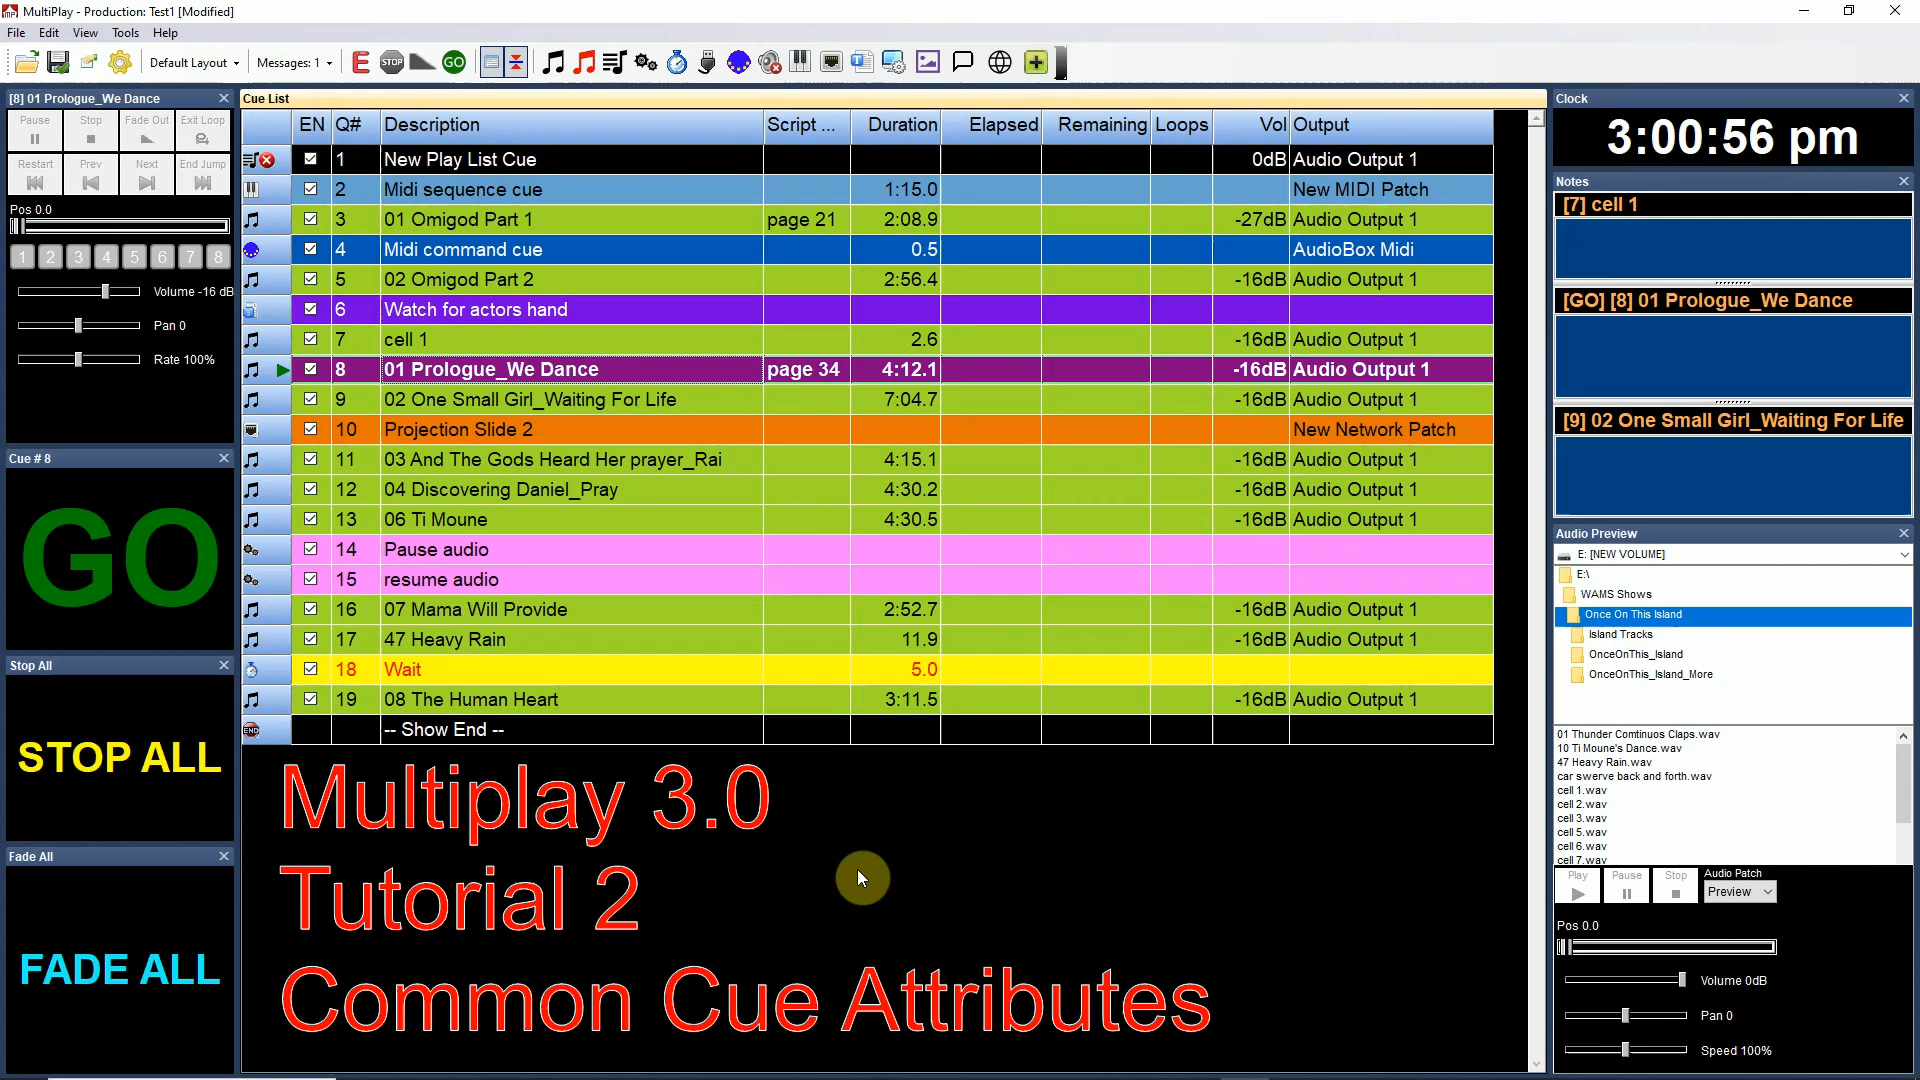 MultiPlay - Production: Test1 [Modified]
File Edit View Tools Help
Default Layout Messages: 1 E STOP GO
[8] 01 Prologue_We Dance
Pause Stop Fade Out Exit Loop
Restart Prev Next End Jump
Pos 0.0
1 2 3 4 5 6 7 8
Volume -16 dB
Pan 0
Rate 100%
Cue # 8
GO
Stop All
STOP ALL
Fade All
FADE ALL
Cue List
EN Q# Description Script ... Duration Elapsed Remaining Loops Vol Output
1 New Play List Cue 0dB Audio Output 1
2 Midi sequence cue 1:15.0 New MIDI Patch
3 01 Omigod Part 1 page 21 2:08.9 -27dB Audio Output 1
4 Midi command cue 0.5 AudioBox Midi
5 02 Omigod Part 2 2:56.4 -16dB Audio Output 1
6 Watch for actors hand
7 cell 1 2.6 -16dB Audio Output 1
8 01 Prologue_We Dance page 34 4:12.1 -16dB Audio Output 1
9 02 One Small Girl_Waiting For Life 7:04.7 -16dB Audio Output 1
10 Projection Slide 2 New Network Patch
11 03 And The Gods Heard Her prayer_Rai 4:15.1 -16dB Audio Output 1
12 04 Discovering Daniel_Pray 4:30.2 -16dB Audio Output 1
13 06 Ti Moune 4:30.5 -16dB Audio Output 1
14 Pause audio
15 resume audio
16 07 Mama Will Provide 2:52.7 -16dB Audio Output 1
17 47 Heavy Rain 11.9 -16dB Audio Output 1
18 Wait 5.0
19 08 The Human Heart 3:11.5 -16dB Audio Output 1
END -- Show End --
Multiplay 3.0
Tutorial 2
Common Cue Attributes
Clock
3:00:56 pm
Notes
[7] cell 1
[GO] [8] 01 Prologue_We Dance
[9] 02 One Small Girl_Waiting For Life
Audio Preview
E: [NEW VOLUME]
E:\
WAMS Shows
Once On This Island
Island Tracks
OnceOnThis_Island
OnceOnThis_Island_More
01 Thunder Comtinuos Claps.wav
10 Ti Moune's Dance.wav
47 Heavy Rain.wav
car swerve back and forth.wav
cell 1.wav
cell 2.wav
cell 3.wav
cell 5.wav
cell 6.wav
cell 7.wav
Play Pause Stop Audio Patch
Preview
Pos 0.0
Volume 0dB
Pan 0
Speed 100%